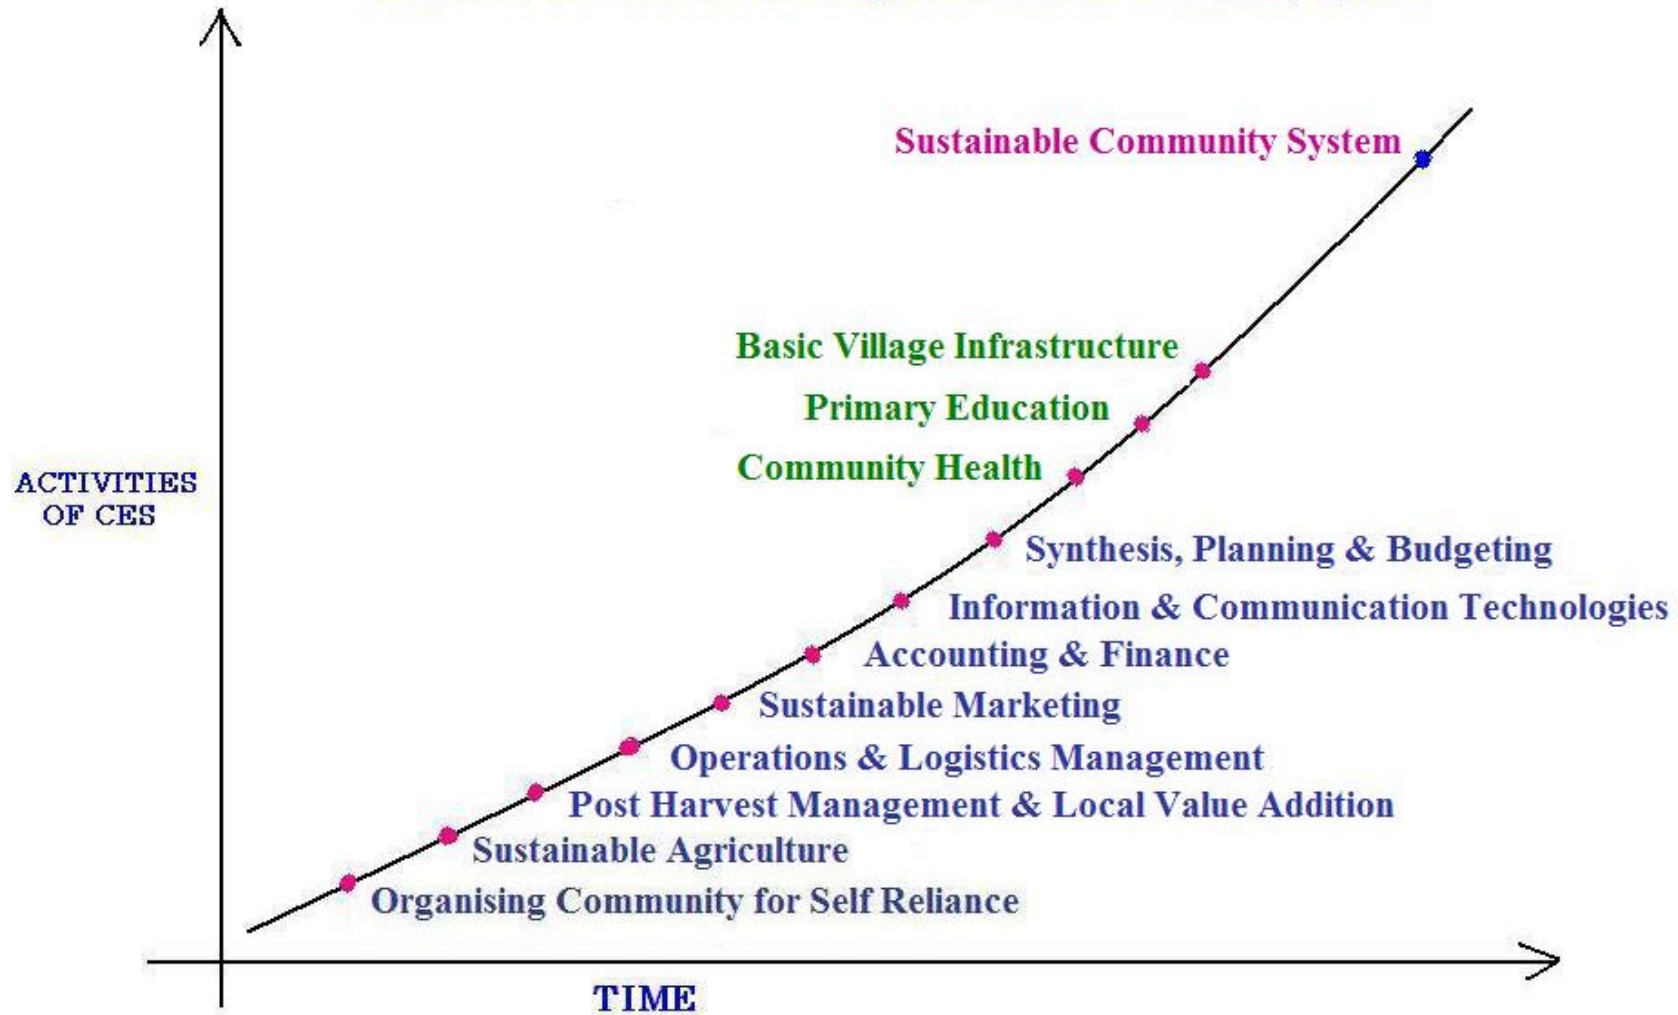 Sustainable Community System
Basic Village Infrastructure
Primary Education
Community Health
ACTIVITIES
OF CES
Synthesis, Planning & Budgeting
Information & Communication Technologies
Accounting & Finance
Sustainable Marketing
Operations & Logistics Management
Post Harvest Management & Local Value Addition
Sustainable Agriculture
Organising Community for Self Reliance
TIME